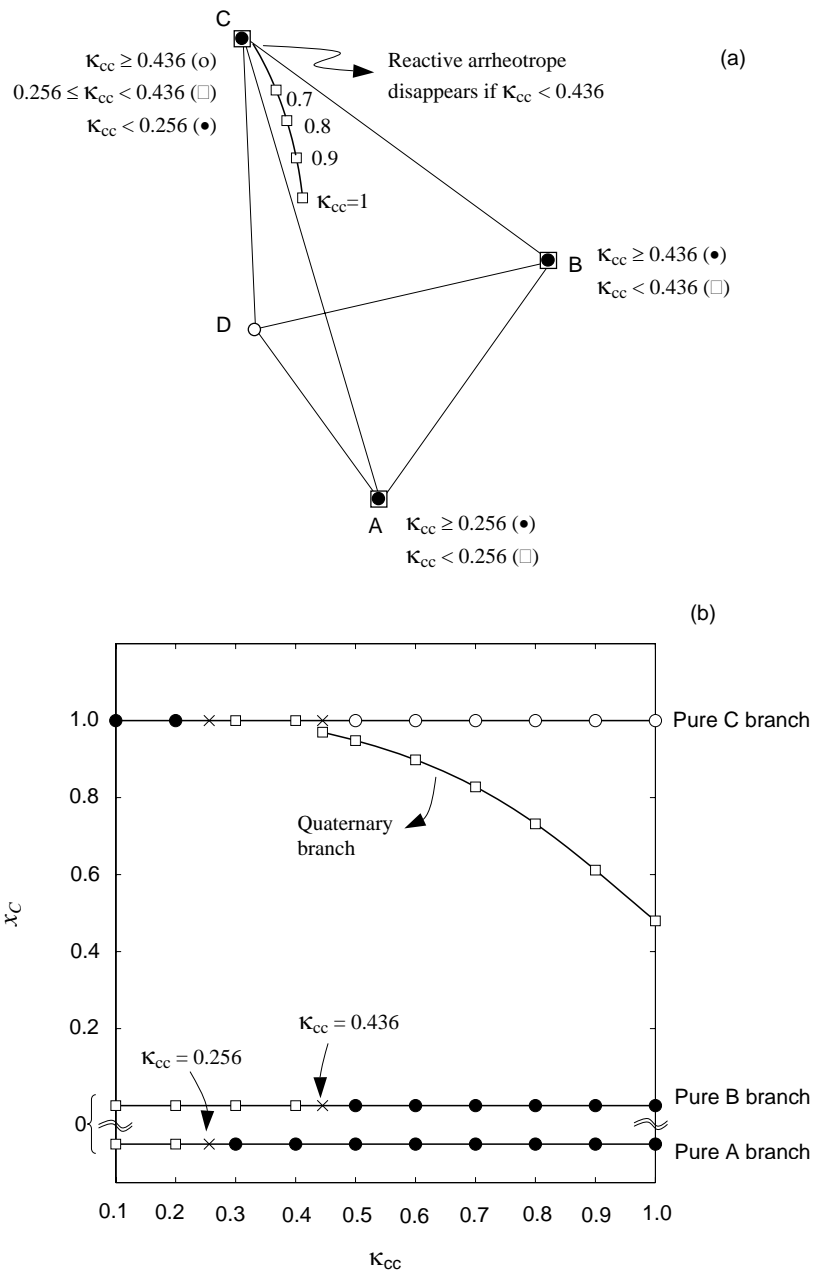 C
(a)
κcc ≥ 0.436 (o)
0.256 ≤ κcc < 0.436 (□)
κcc < 0.256 (●)
Reactive arrheotrope
disappears if κcc < 0.436
0.7
0.8
0.9
κcc=1
B
κcc ≥ 0.436 (●)
κcc < 0.436 (□)
D
A
κcc ≥ 0.256 (●)
κcc < 0.256 (□)
(b)
1.0
Pure C branch
0.8
Quaternary
branch
0.6
xC
0.4
0.2
κcc = 0.436
κcc = 0.256
Pure B branch
0
Pure A branch
0.1 0.2 0.3 0.4 0.5 0.6 0.7 0.8 0.9 1.0
κcc